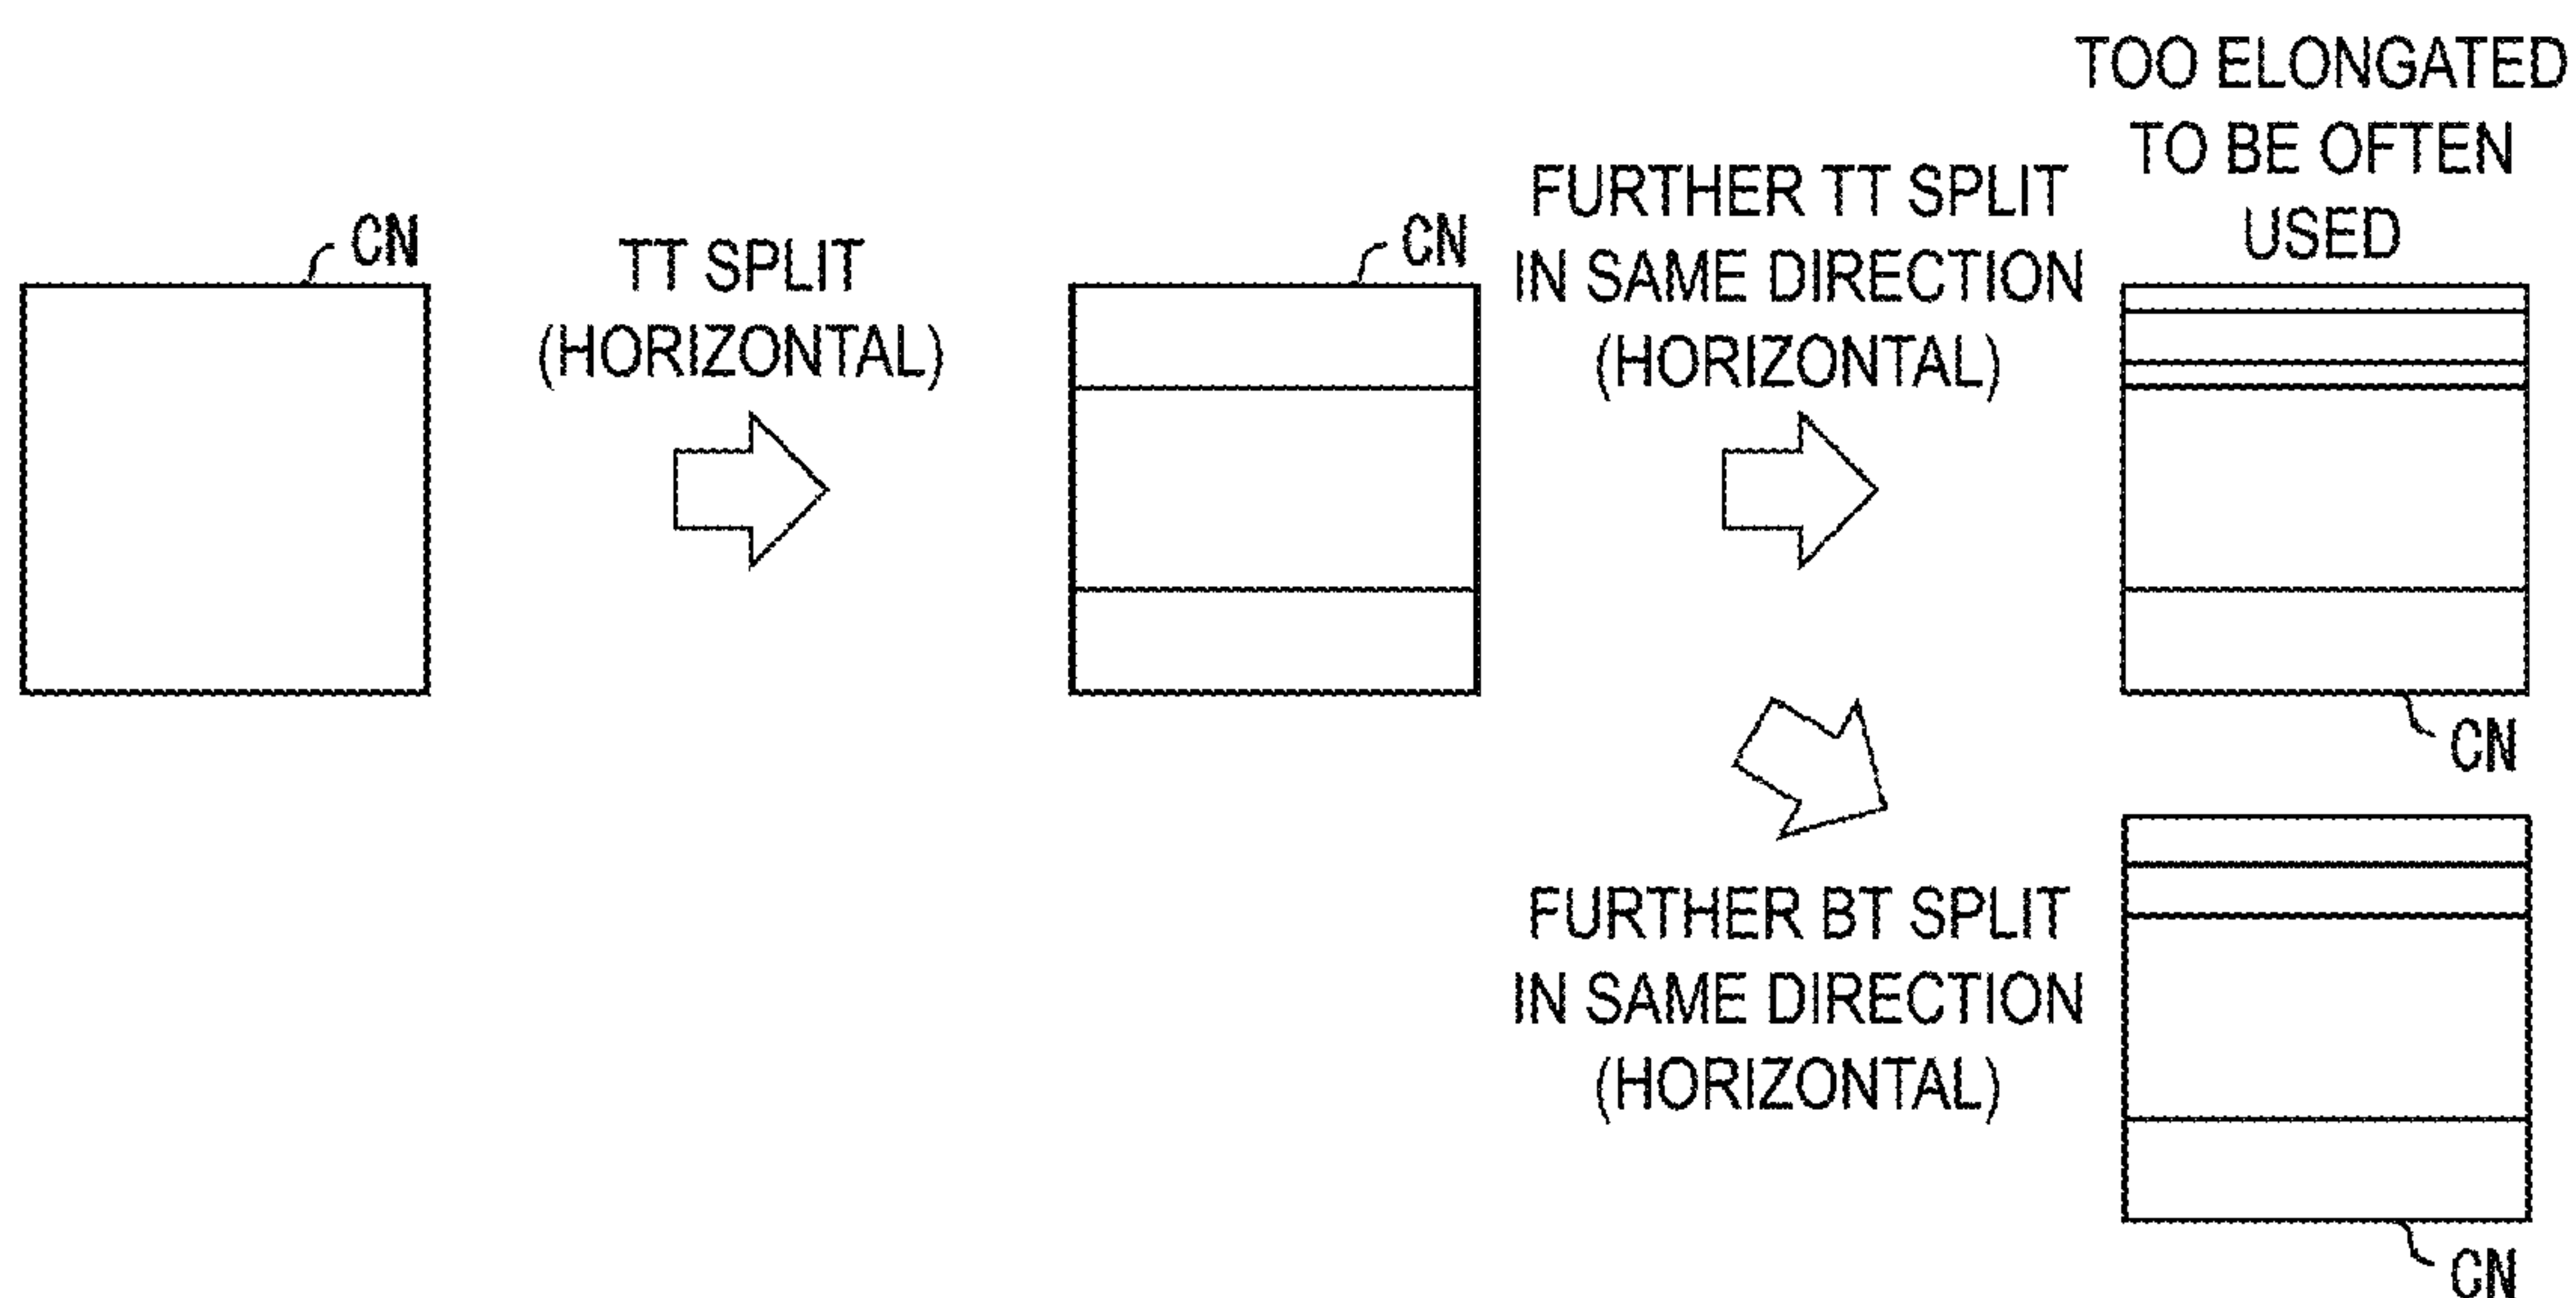 CN
TT SPLIT
(HORIZONTAL)
CN
FURTHER TT SPLIT
IN SAME DIRECTION
(HORIZONTAL)
TOO ELONGATED
TO BE OFTEN
USED
CN
FURTHER BT SPLIT
IN SAME DIRECTION
(HORIZONTAL)
CN